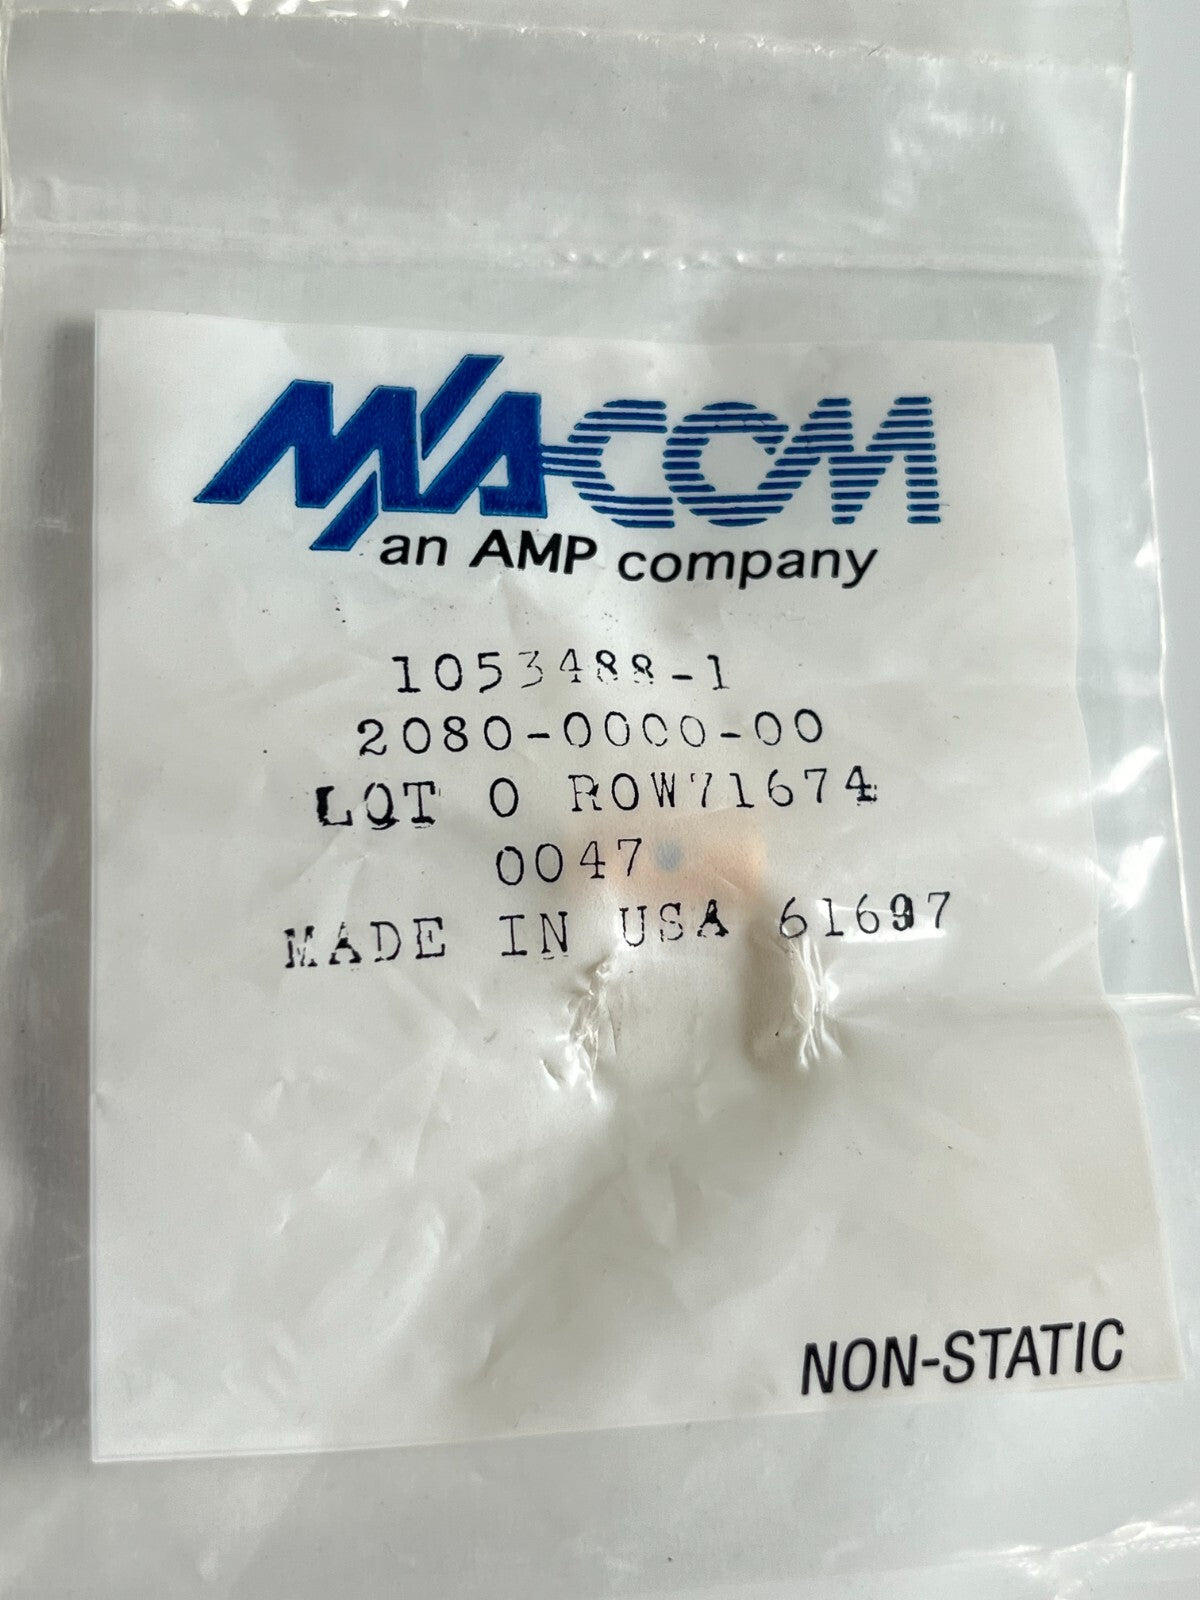 M/A-COM
an AMP company
1053488-1
2080-0000-00
LOT 0 ROW71674
0047
MADE IN USA 61697
NON-STATIC